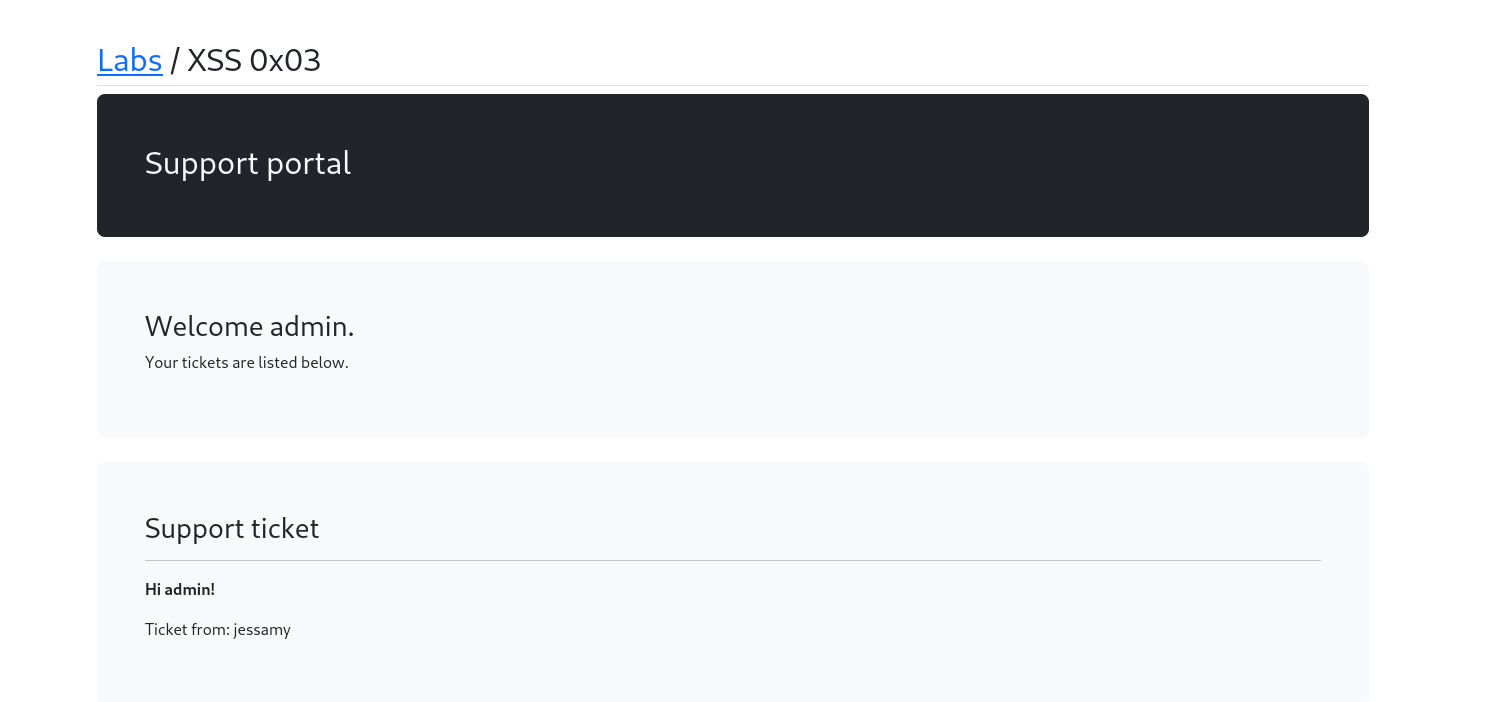 Labs / XSS 0x03
Support portal
Welcome admin.
Your tickets are listed below.
Support ticket
Hi admin!
Ticket from: jessamy